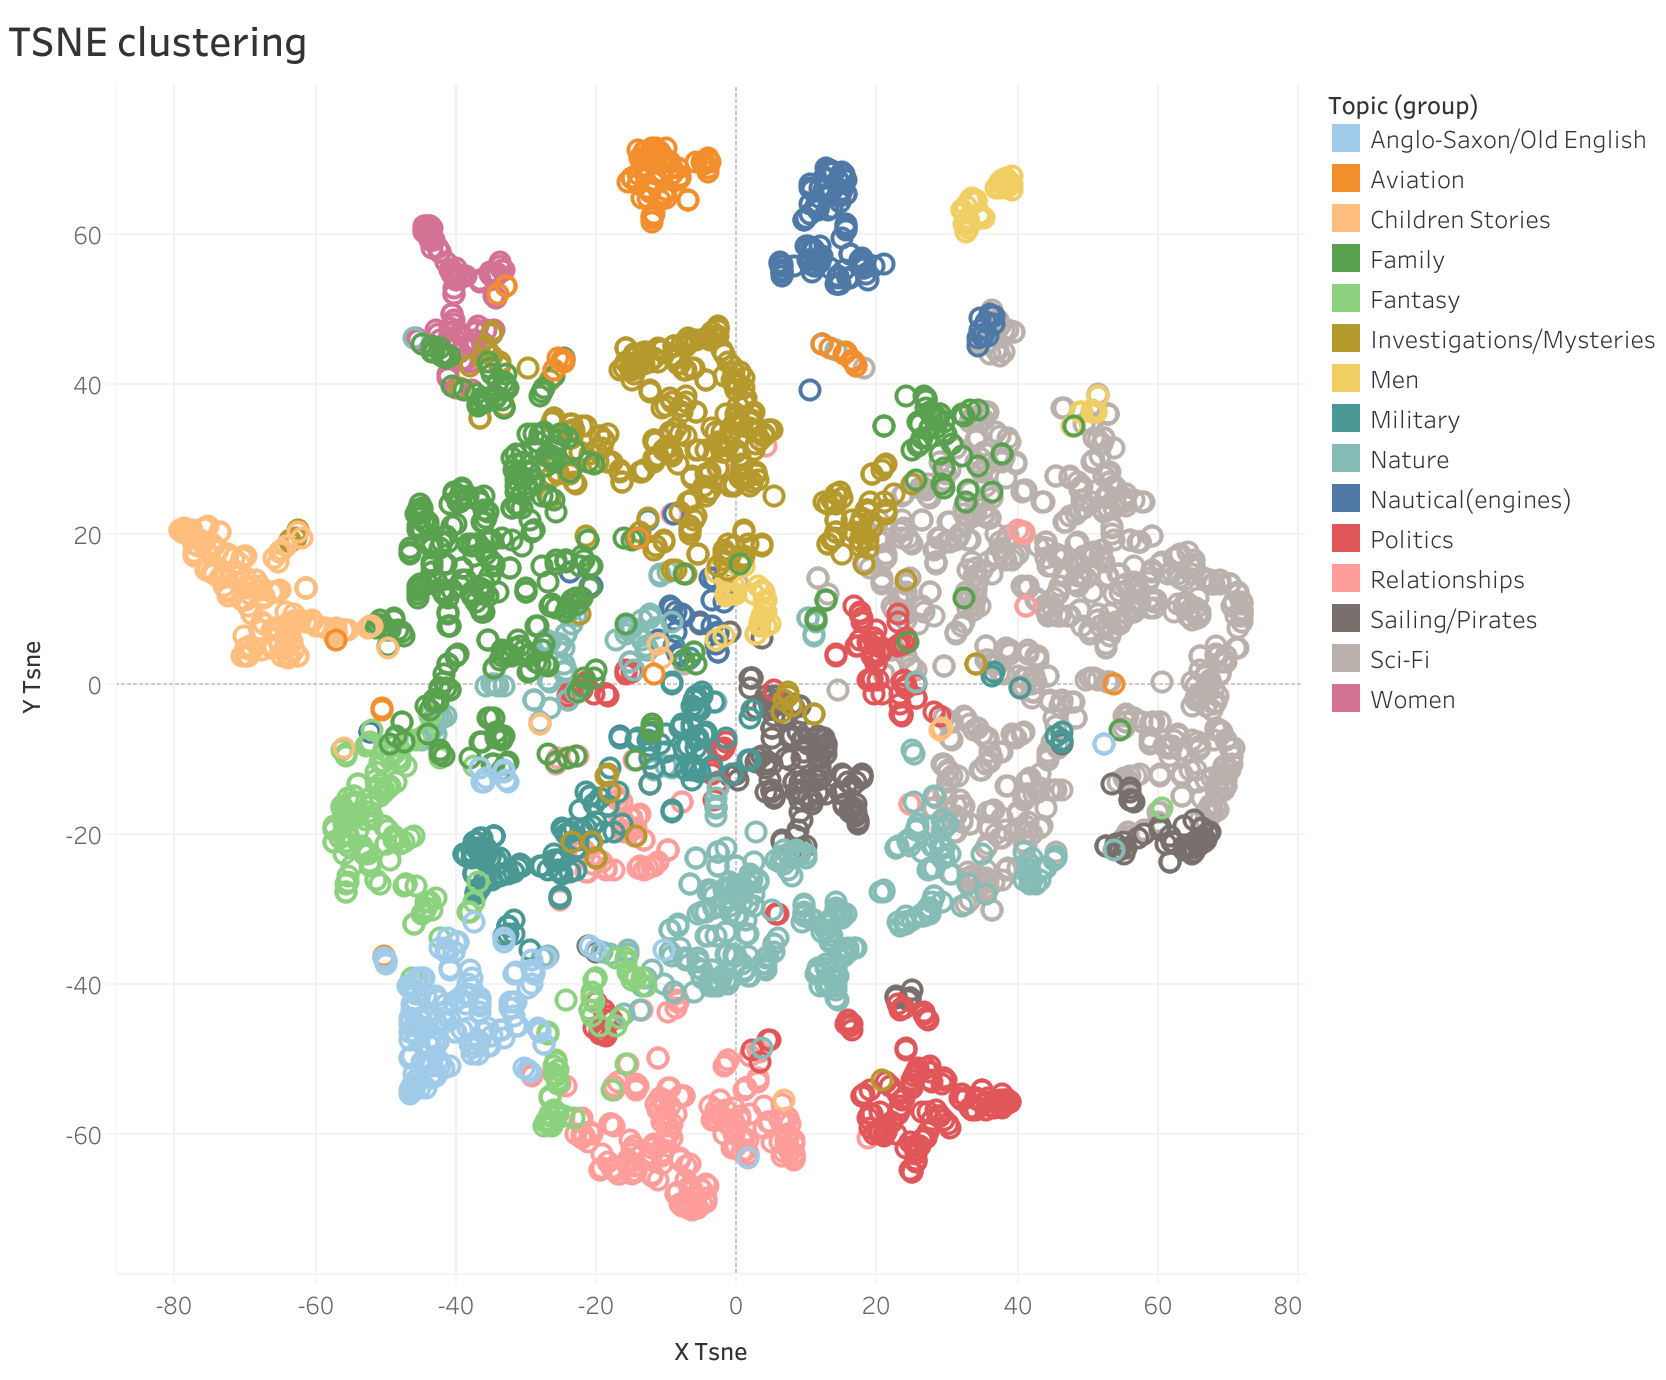 TSNE clustering
Topic (group)
Anglo-Saxon/Old English
Aviation
Children Stories
Family
Fantasy
Investigations/Mysteries
Men
Military
Nature
Nautical(engines)
Politics
Relationships
Sailing/Pirates
Sci-Fi
Women
60
40
20
0
-20
-40
-60
Y Tsne
-80 -60 -40 -20 0 20 40 60 80
X Tsne